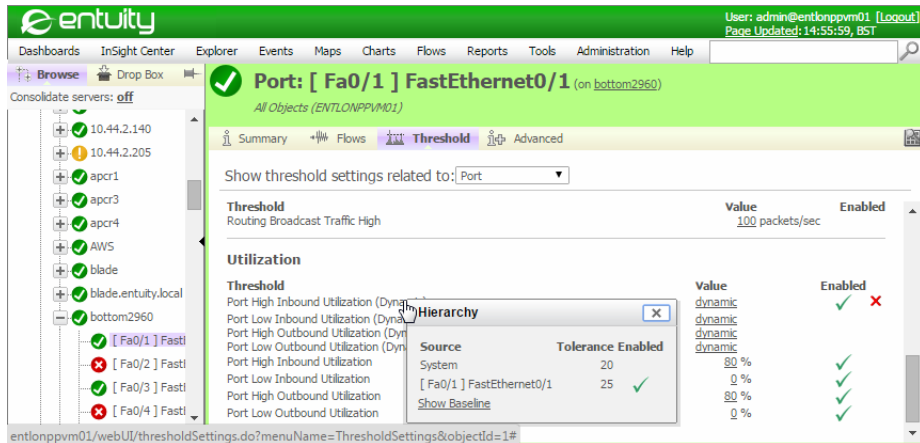 entuity
User: admin@entlonppvm01 [Logout]
Page Updated: 14:55:59, BST
Dashboards InSight Center Explorer Events Maps Charts Flows Reports Tools Administration Help
Browse Drop Box
Consolidate servers: off
Port: [ Fa0/1 ] FastEthernet0/1 (on bottom2960)
All Objects (ENTLONPPVM01)
Summary Flows Threshold Advanced
10.44.2.140
10.44.2.205
apcr1
apcr3
apcr4
AWS
blade
blade.entuity.local
bottom2960
[ Fa0/1 ] FastI
[ Fa0/2 ] FastI
[ Fa0/3 ] FastI
[ Fa0/4 ] FastI
Show threshold settings related to: Port
Threshold Value Enabled
Routing Broadcast Traffic High 100 packets/sec
Utilization
Threshold Value Enabled
Port High Inbound Utilization (Dynamic) dynamic
Port Low Inbound Utilization (Dyna dynamic
Port High Outbound Utilization (Dyn dynamic
Port Low Outbound Utilization (Dyn dynamic
Port High Inbound Utilization 80 %
Port Low Inbound Utilization 0 %
Port High Outbound Utilization 80 %
Port Low Outbound Utilization 0 %
Hierarchy
Source Tolerance Enabled
System 20
[ Fa0/1 ] FastEthernet0/1 25
Show Baseline
entlonppvm01/webUI/thresholdSettings.do?menuName=ThresholdSettings&objectId=1#